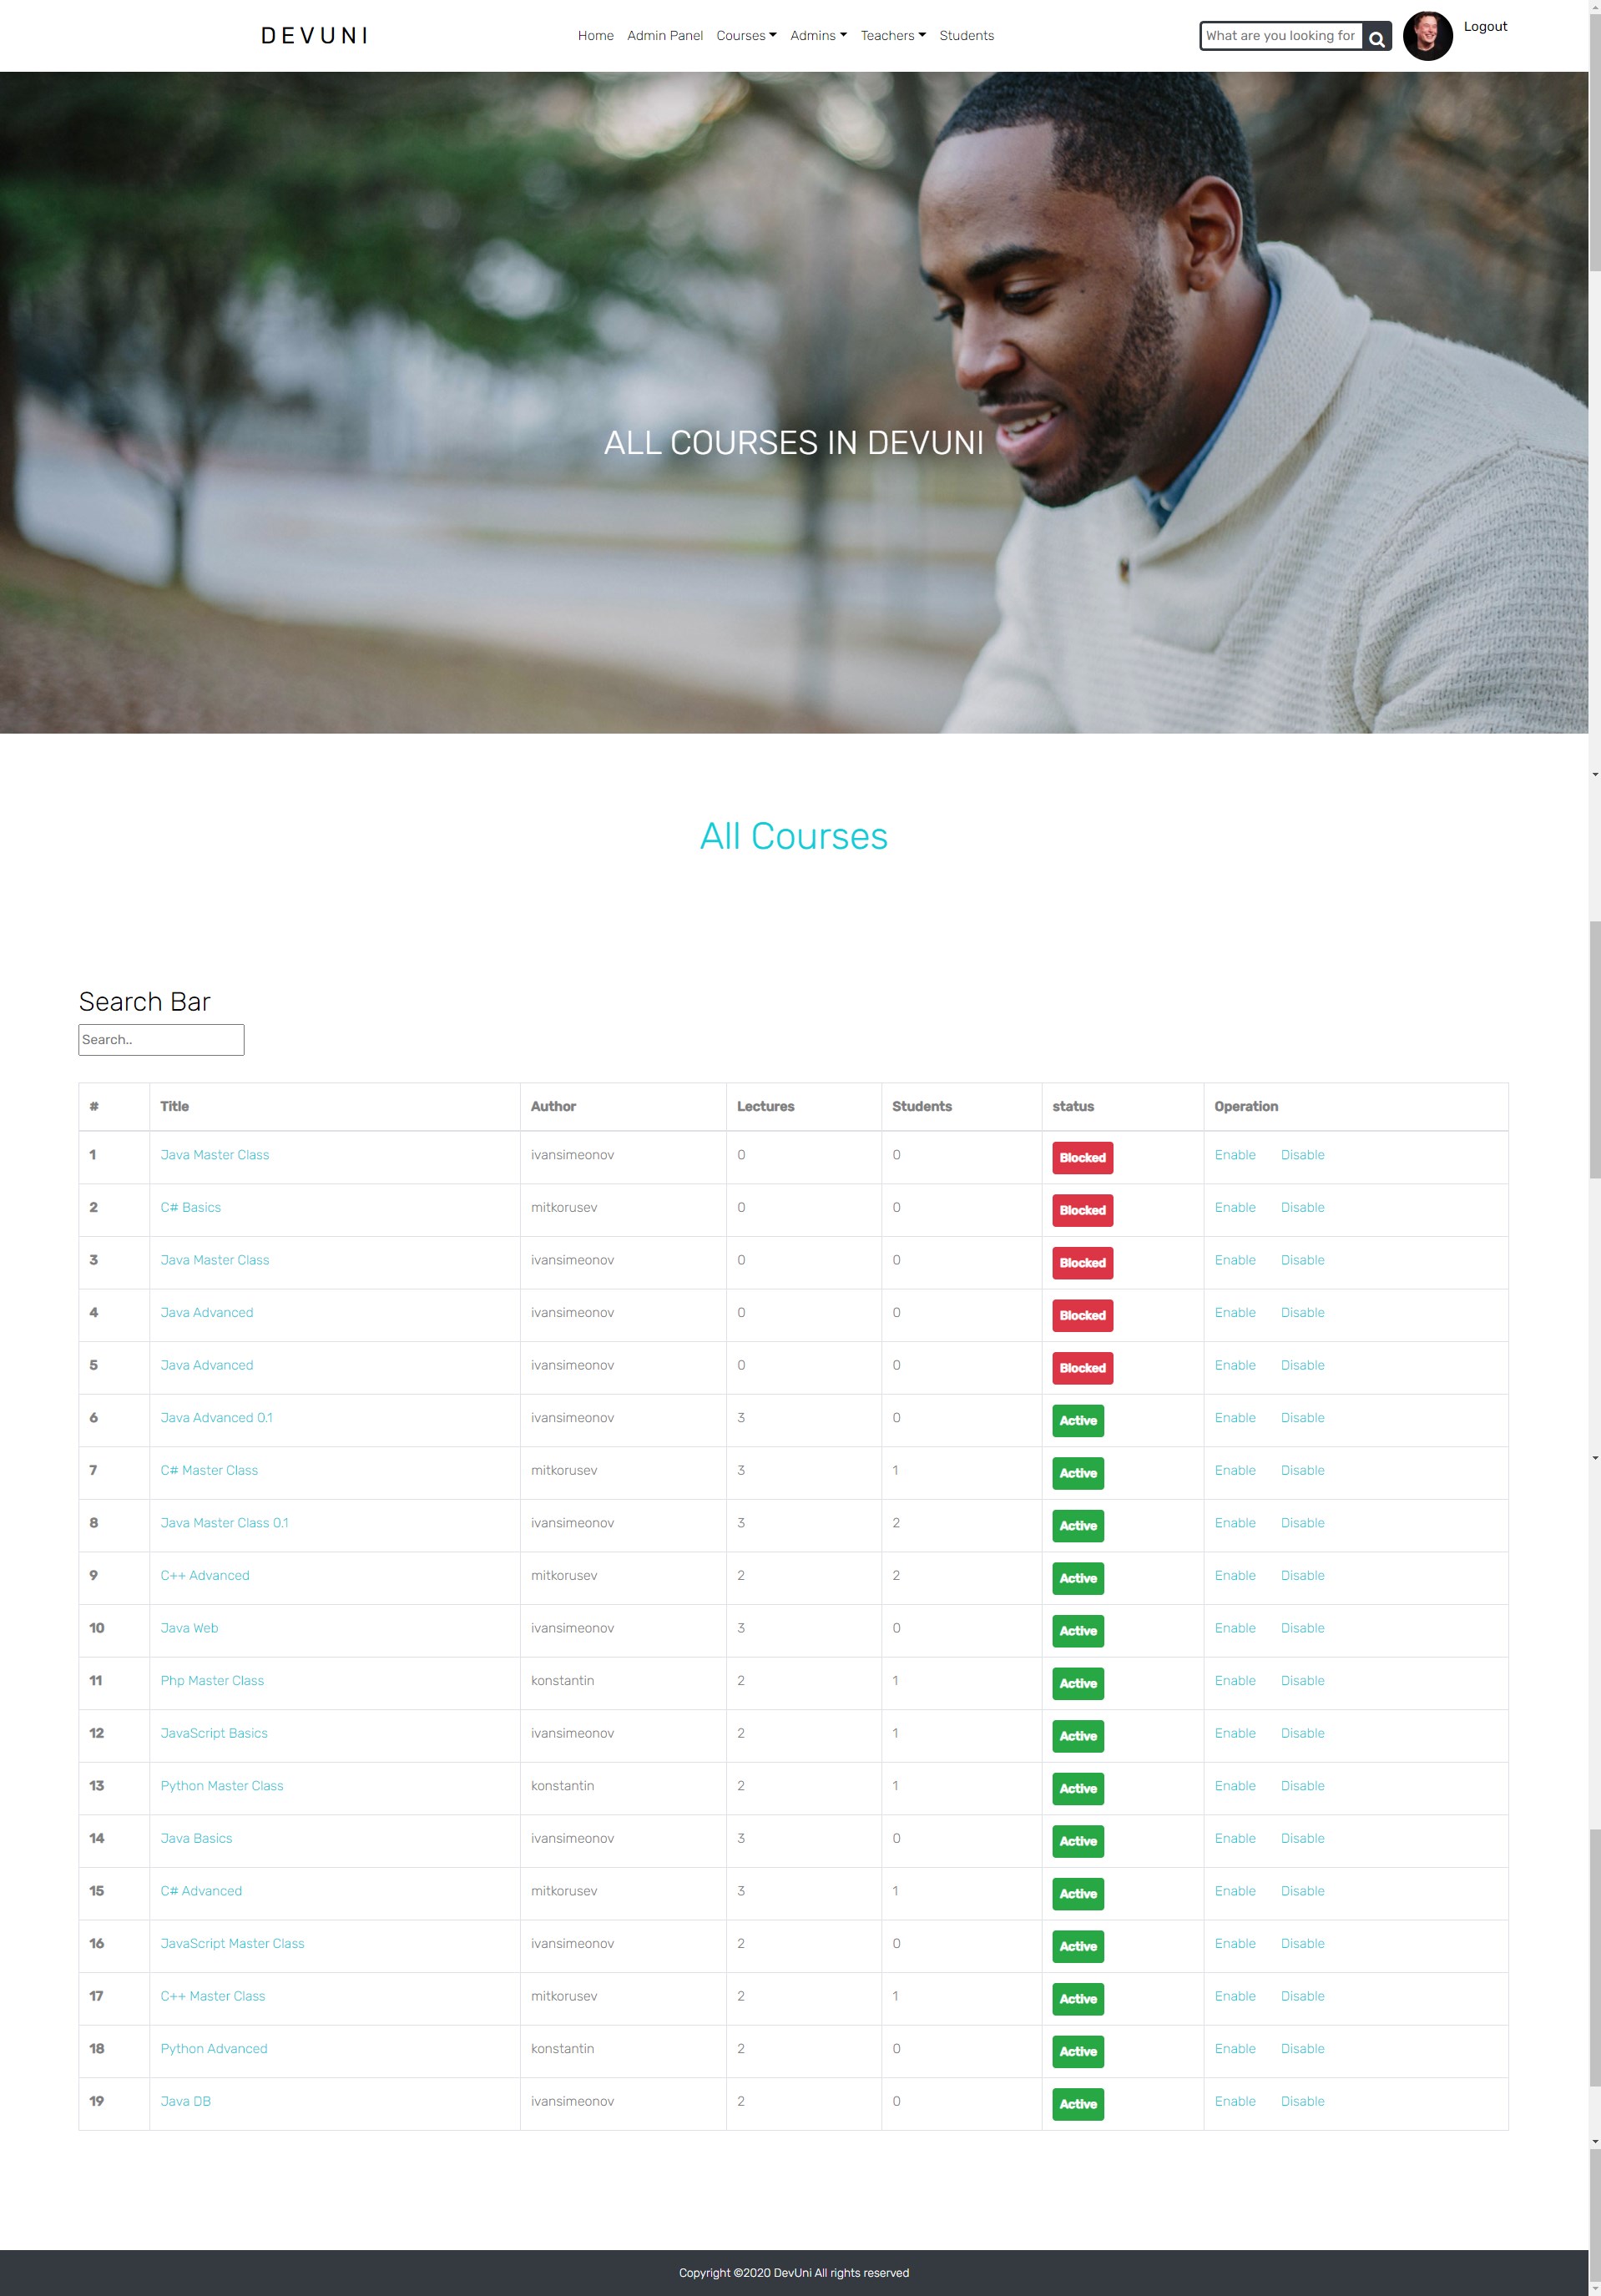 DEVUNI Home Admin Panel Courses Admins Teachers Students What are you looking for Logout
ALL COURSES IN DEVUNI
All Courses
Search Bar
Search..
# Title Author Lectures Students status Operation
1 Java Master Class ivansimeonov 0 0 Blocked Enable Disable
2 C# Basics mitkorusev 0 0 Blocked Enable Disable
3 Java Master Class ivansimeonov 0 0 Blocked Enable Disable
4 Java Advanced ivansimeonov 0 0 Blocked Enable Disable
5 Java Advanced ivansimeonov 0 0 Blocked Enable Disable
6 Java Advanced 0.1 ivansimeonov 3 0 Active Enable Disable
7 C# Master Class mitkorusev 3 1 Active Enable Disable
8 Java Master Class 0.1 ivansimeonov 3 2 Active Enable Disable
9 C++ Advanced mitkorusev 2 2 Active Enable Disable
10 Java Web ivansimeonov 3 0 Active Enable Disable
11 Php Master Class konstantin 2 1 Active Enable Disable
12 JavaScript Basics ivansimeonov 2 1 Active Enable Disable
13 Python Master Class konstantin 2 1 Active Enable Disable
14 Java Basics ivansimeonov 3 0 Active Enable Disable
15 C# Advanced mitkorusev 3 1 Active Enable Disable
16 JavaScript Master Class ivansimeonov 2 0 Active Enable Disable
17 C++ Master Class mitkorusev 2 1 Active Enable Disable
18 Python Advanced konstantin 2 0 Active Enable Disable
19 Java DB ivansimeonov 2 0 Active Enable Disable
Copyright ©2020 DevUni All rights reserved